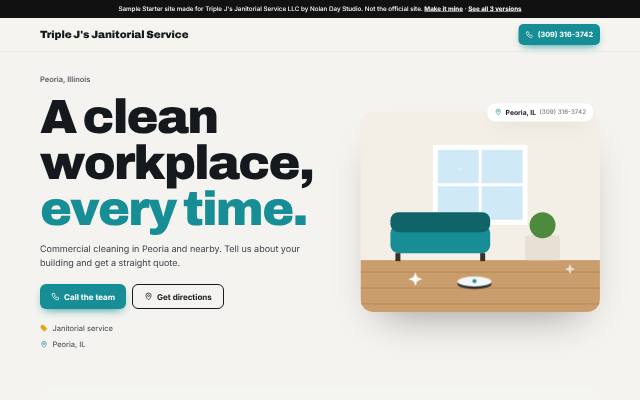 Sample Starter site made for Triple J's Janitorial Service LLC by Nolan Day Studio. Not the official site. Make it mine · See all 3 versions
Triple J's Janitorial Service
(309) 316-3742
Peoria, Illinois
A clean
workplace,
every time.
Commercial cleaning in Peoria and nearby. Tell us about your
building and get a straight quote.
Call the team
Get directions
Janitorial service
Peoria, IL
Peoria, IL (309) 316-3742